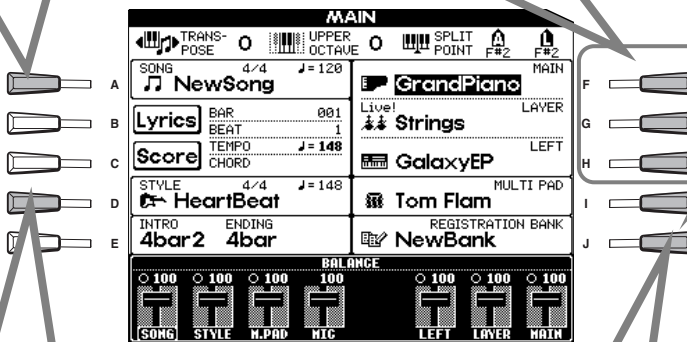 MAIN
TRANS-POSE 0 UPPER OCTAVE 0 SPLIT POINT A F#2 L F#2
A SONG 4/4 ♩=120 MAIN F
NewSong GrandPiano
B Lyrics BAR 001 Live! LAYER G
BEAT 1 Strings
C Score TEMPO ♩=148 LEFT H
CHORD GalaxyEP
D STYLE 4/4 ♩=148 MULTI PAD I
HeartBeat Tom Flam
E INTRO ENDING REGISTRATION BANK J
4bar2 4bar NewBank
BALANCE
100 100 100 100 100 100 100
SONG STYLE M.PAD MIC LEFT LAYER MAIN